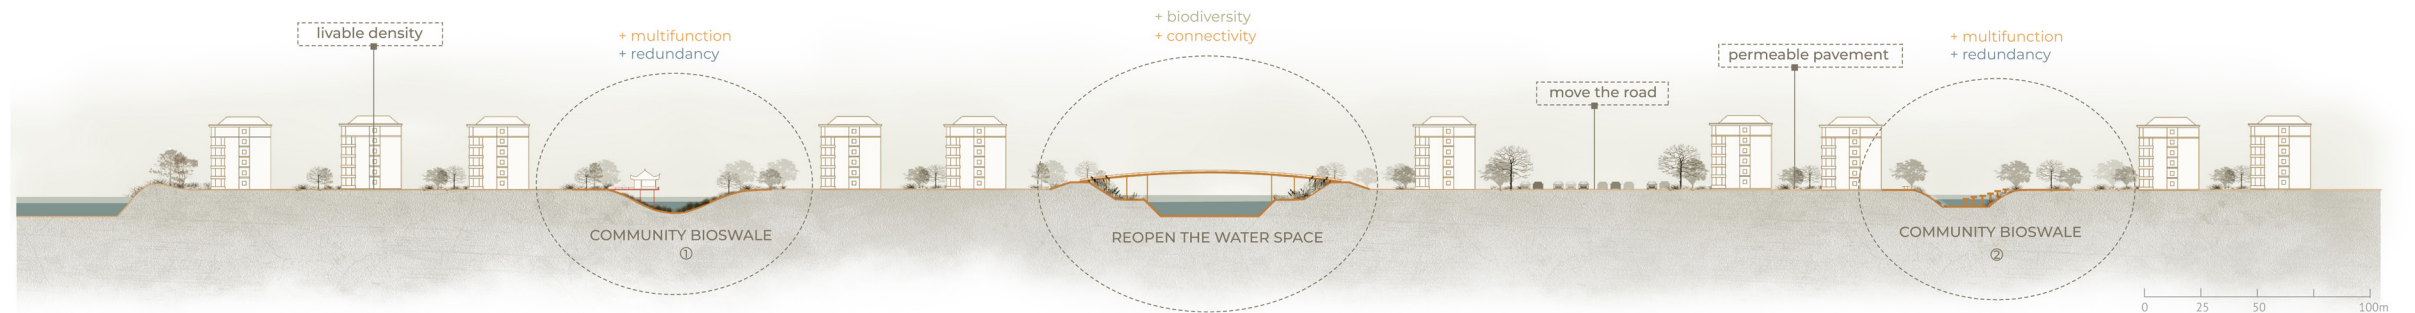 livable density
+ multifunction
+ redundancy
+ biodiversity
+ connectivity
move the road
permeable pavement
+ multifunction
+ redundancy
COMMUNITY BIOSWALE
①
REOPEN THE WATER SPACE
COMMUNITY BIOSWALE
②
0 25 50 100m